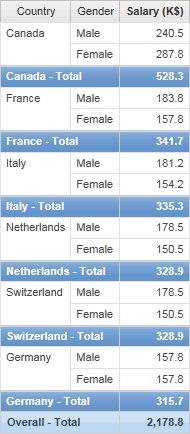 Country Gender Salary (K$)
Canada Male 240.5
Female 287.8
Canada - Total 528.3
France Male 183.8
Female 157.8
France - Total 341.7
Italy Male 181.2
Female 154.2
Italy - Total 335.3
Netherlands Male 178.5
Female 150.5
Netherlands - Total 328.9
Switzerland Male 178.5
Female 150.5
Switzerland - Total 328.9
Germany Male 157.8
Female 157.8
Germany - Total 315.7
Overall - Total 2,178.8